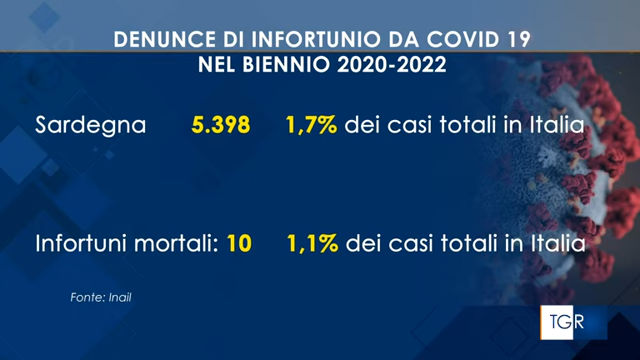 DENUNCE DI INFORTUNIO DA COVID 19
NEL BIENNIO 2020-2022
Sardegna 5.398 1,7% dei casi totali in Italia
Infortuni mortali: 10 1,1% dei casi totali in Italia
Fonte: Inail
TGR